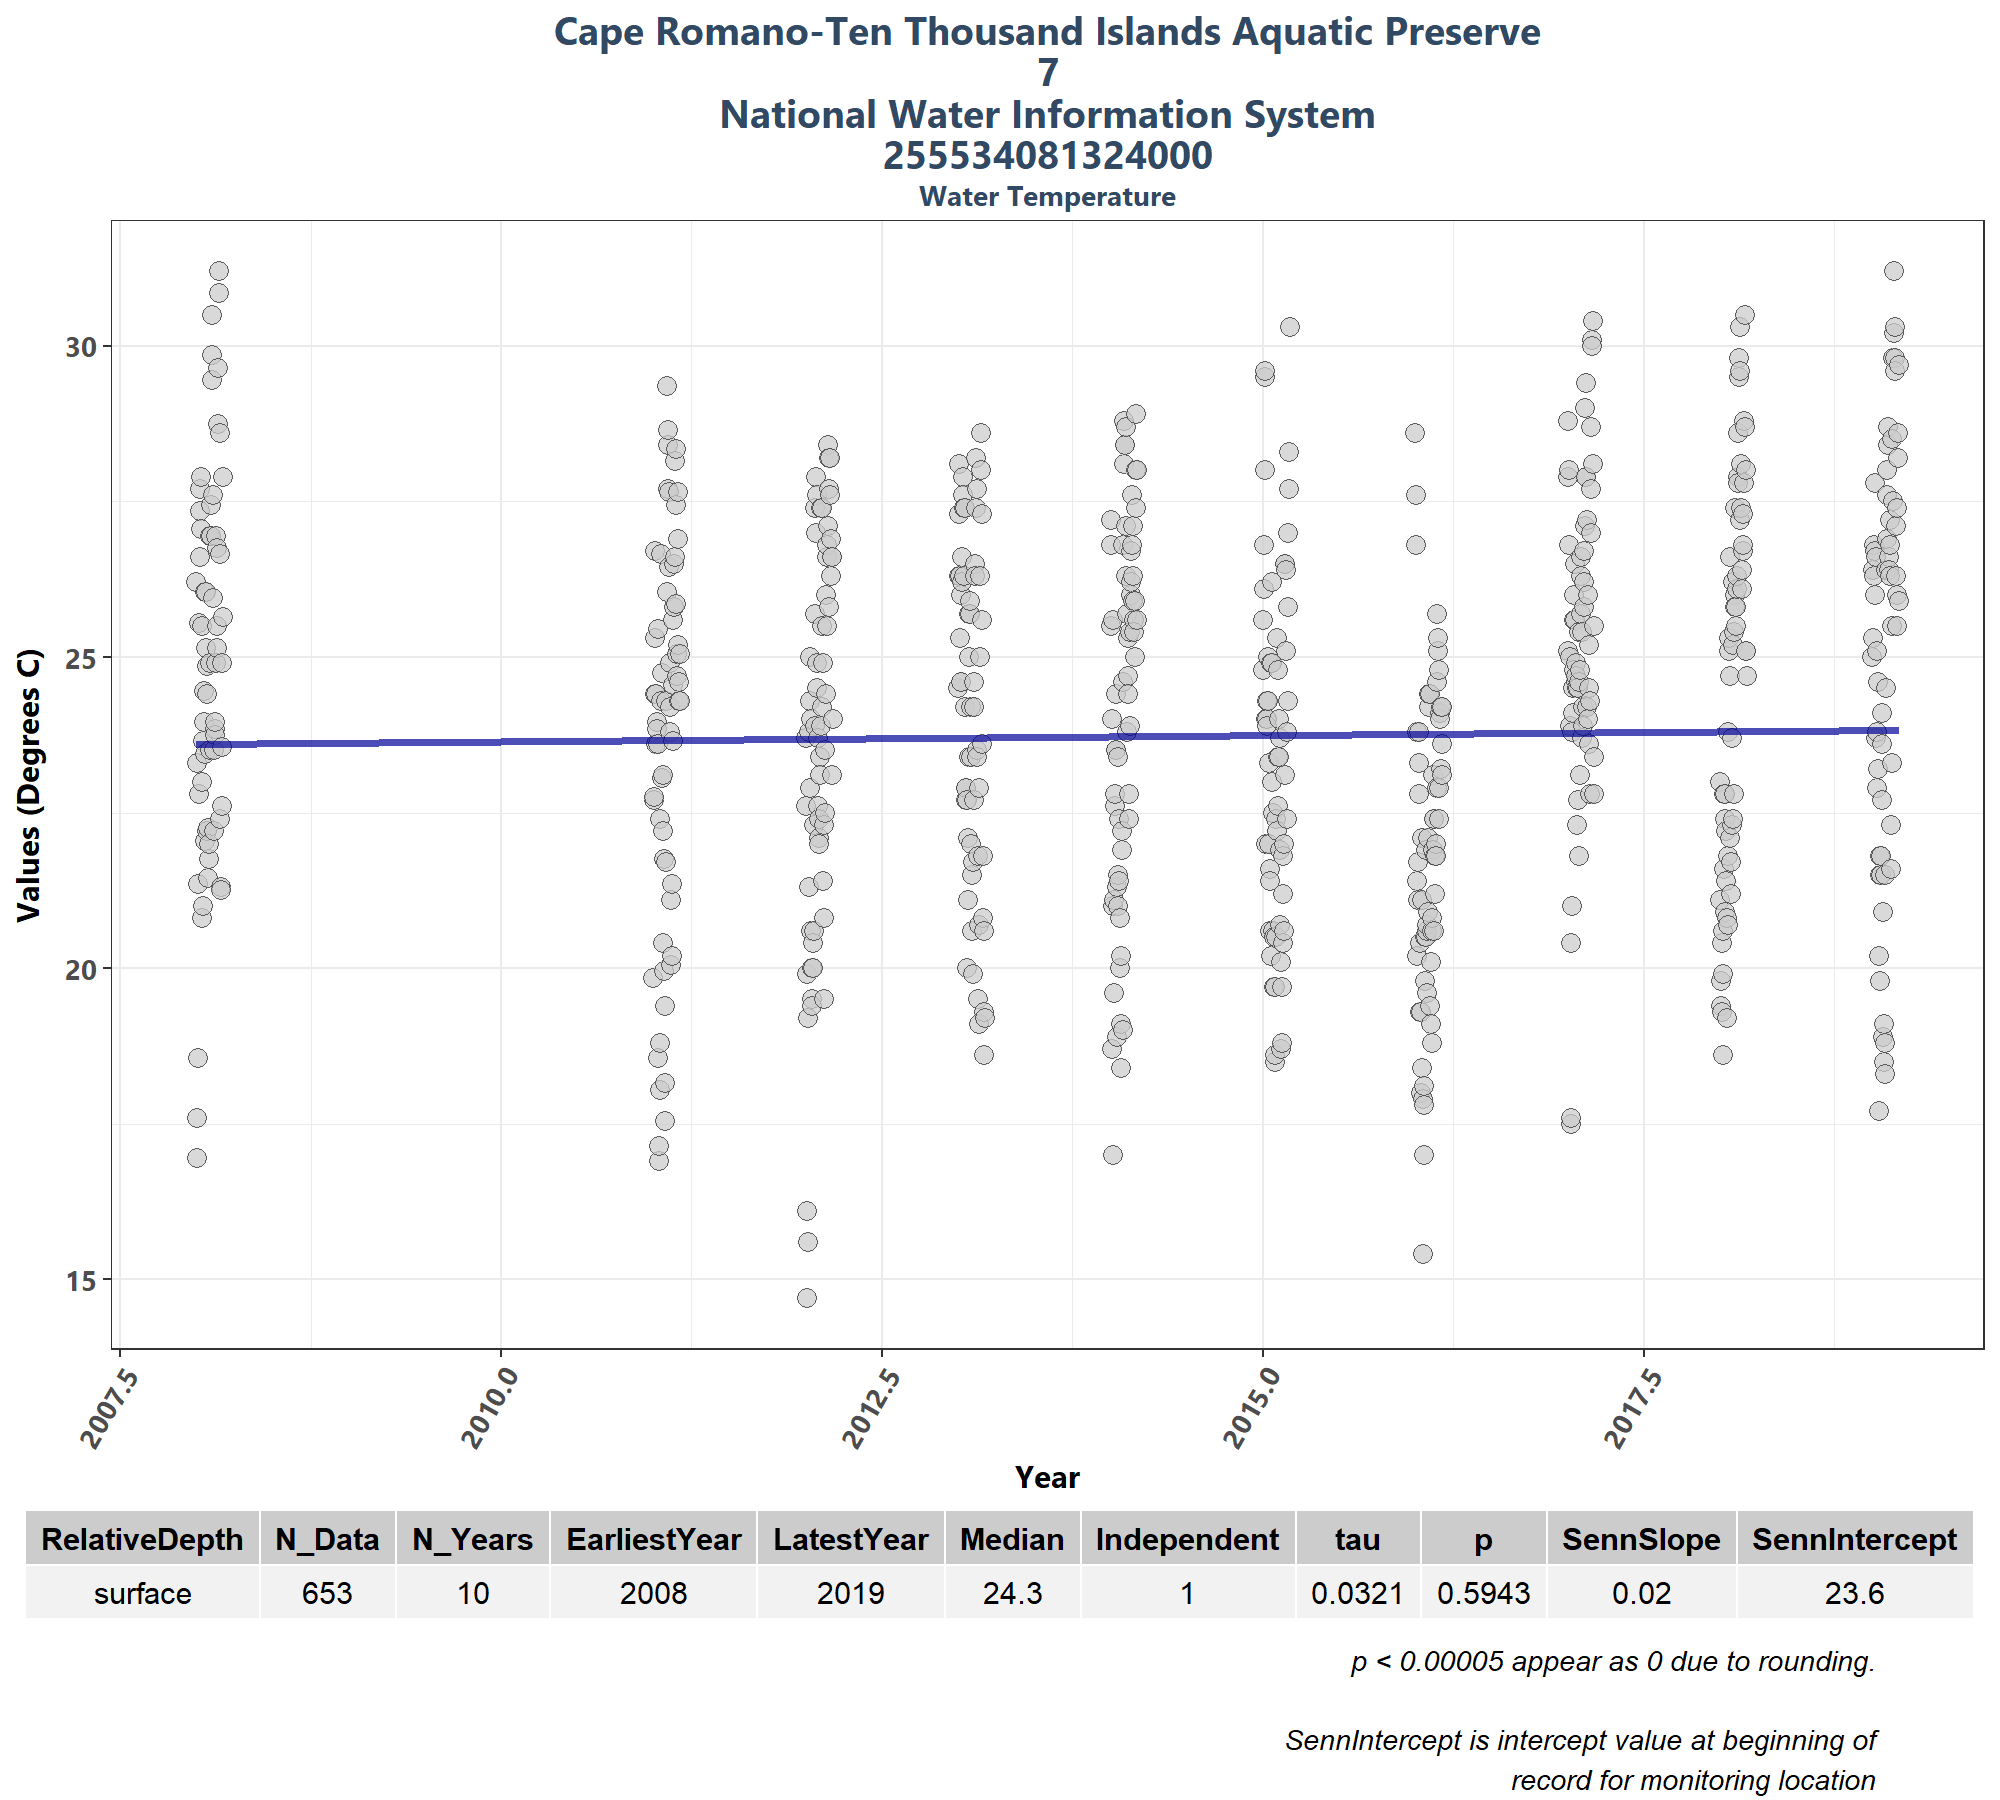 Cape Romano-Ten Thousand Islands Aquatic Preserve
7
National Water Information System
255534081324000
Water Temperature
Values (Degrees C)
30
25
20
15
2007.5
2010.0
2012.5
2015.0
2017.5
Year
RelativeDepth N_Data N_Years EarliestYear LatestYear Median Independent tau p SennSlope SennIntercept
surface 653 10 2008 2019 24.3 1 0.0321 0.5943 0.02 23.6
p < 0.00005 appear as 0 due to rounding.
SennIntercept is intercept value at beginning of
record for monitoring location